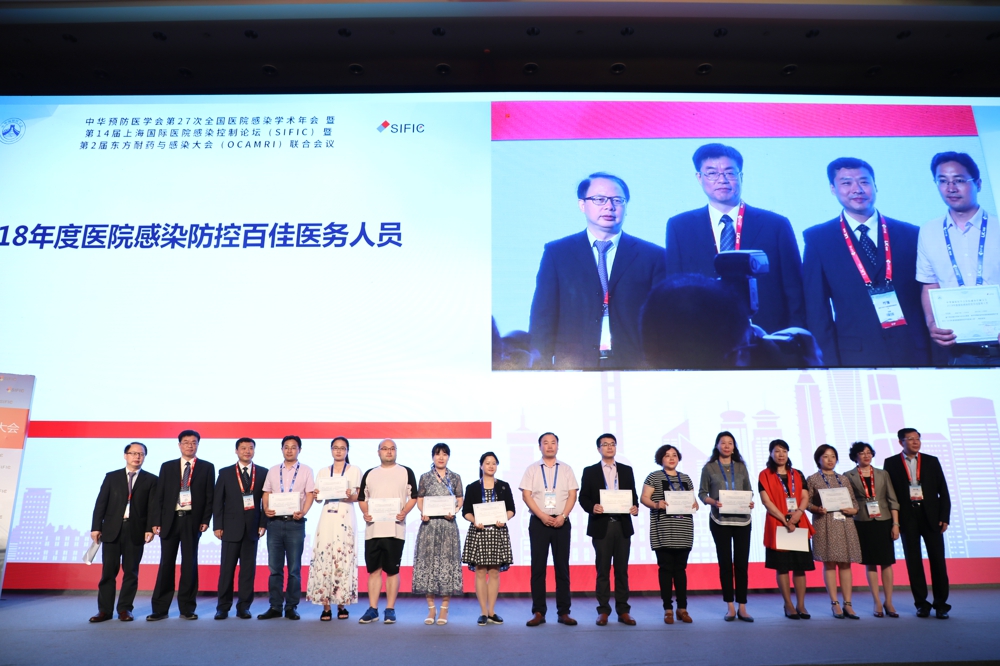 中华预防医学会第27次全国医院感染学术年会 暨
第14届上海国际医院感染控制论坛（SIFIC）暨
第2届东方耐药与感染大会（OCAMRI）联合会议
SIFIC
18年度医院感染防控百佳医务人员
大会